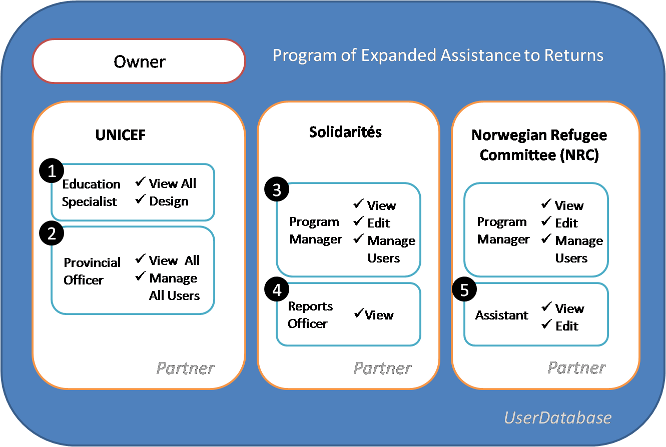 Owner
Program of Expanded Assistance to Returns
UNICEF
1
Education
Specialist
✓ View All
✓ Design
2
Provincial
Officer
✓ View All
✓ Manage
All Users
Partner
Solidarités
3
Program
Manager
✓ View
✓ Edit
✓ Manage
Users
4
Reports
Officer
✓ View
Partner
Norwegian Refugee
Committee (NRC)
Program
Manager
✓ View
✓ Edit
✓ Manage
Users
5
Assistant
✓ View
✓ Edit
Partner
UserDatabase